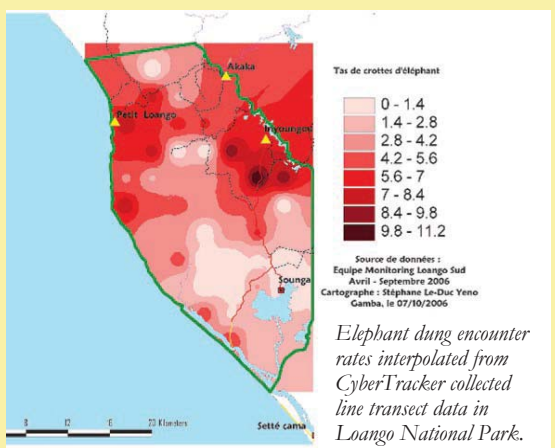 Akaka
Petit Loango
Tas de crottes d'éléphant
0 - 1.4
1.4 - 2.8
2.8 - 4.2
4.2 - 5.6
5.6 - 7
7 - 8.4
8.4 - 9.8
9.8 - 11.2
Source de données :
Equipe Monitoring Loango Sud
Avril - Septembre 2006
Cartographe : Stéphane Le-Duc Yeno
Gamba, le 07/10/2006
Sounga
Elephant dung encounter
rates interpolated from
CyberTracker collected
line transect data in
Loango National Park.
Setté cama